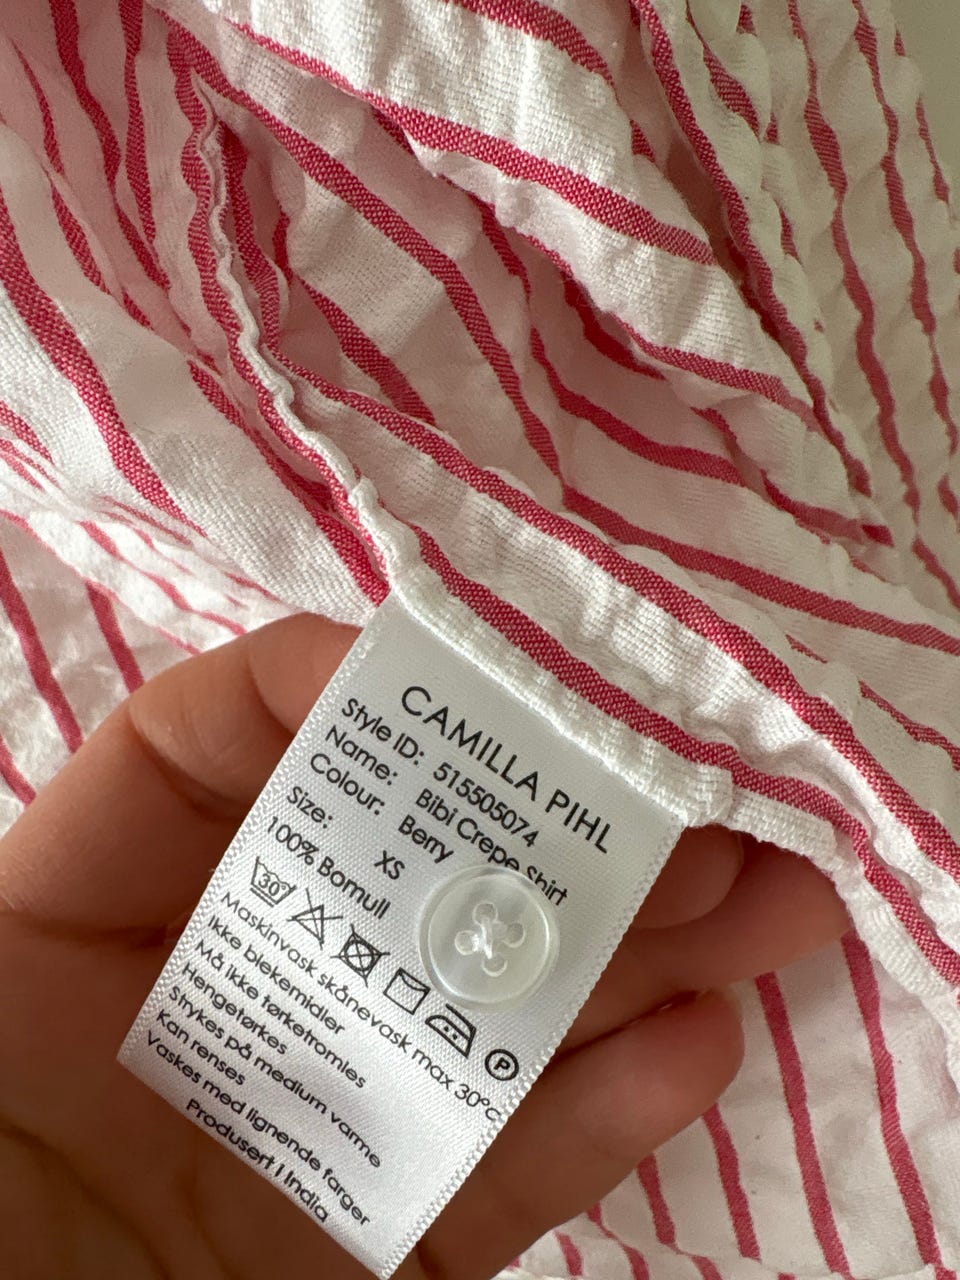 CAMILLA PIHL
Style ID: 515505074
Name: Bibi Crepe Shirt
Colour: Berry
Size: XS
100% Bomull
30°
P
Maskinvask skånevask max 30°c
Ikke blekemidler
Må ikke tørketromles
Hengetørkes
Strykes på medium varme
Kan renses
Vaskes med lignende farger
Produsert i India